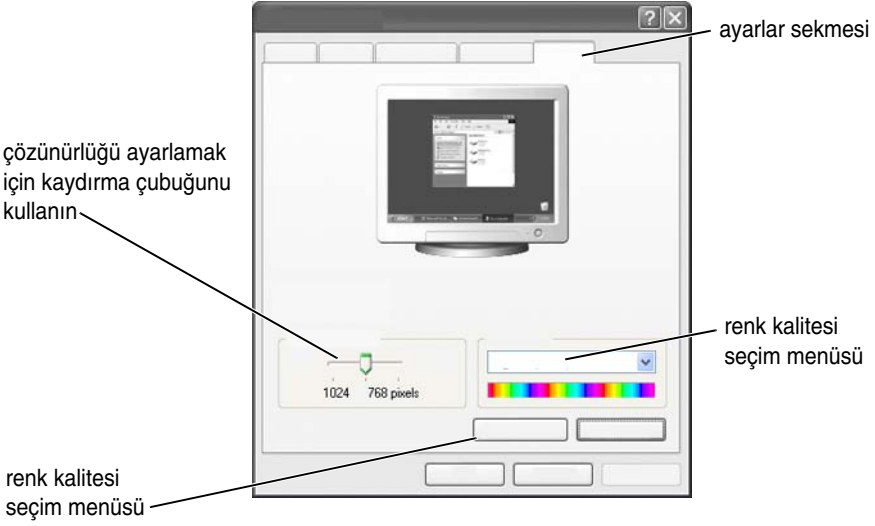 ayarlar sekmesi
çözünürlüğü ayarlamak
için kaydırma çubuğunu
kullanın
renk kalitesi
seçim menüsü
1024 768 pixels
renk kalitesi
seçim menüsü